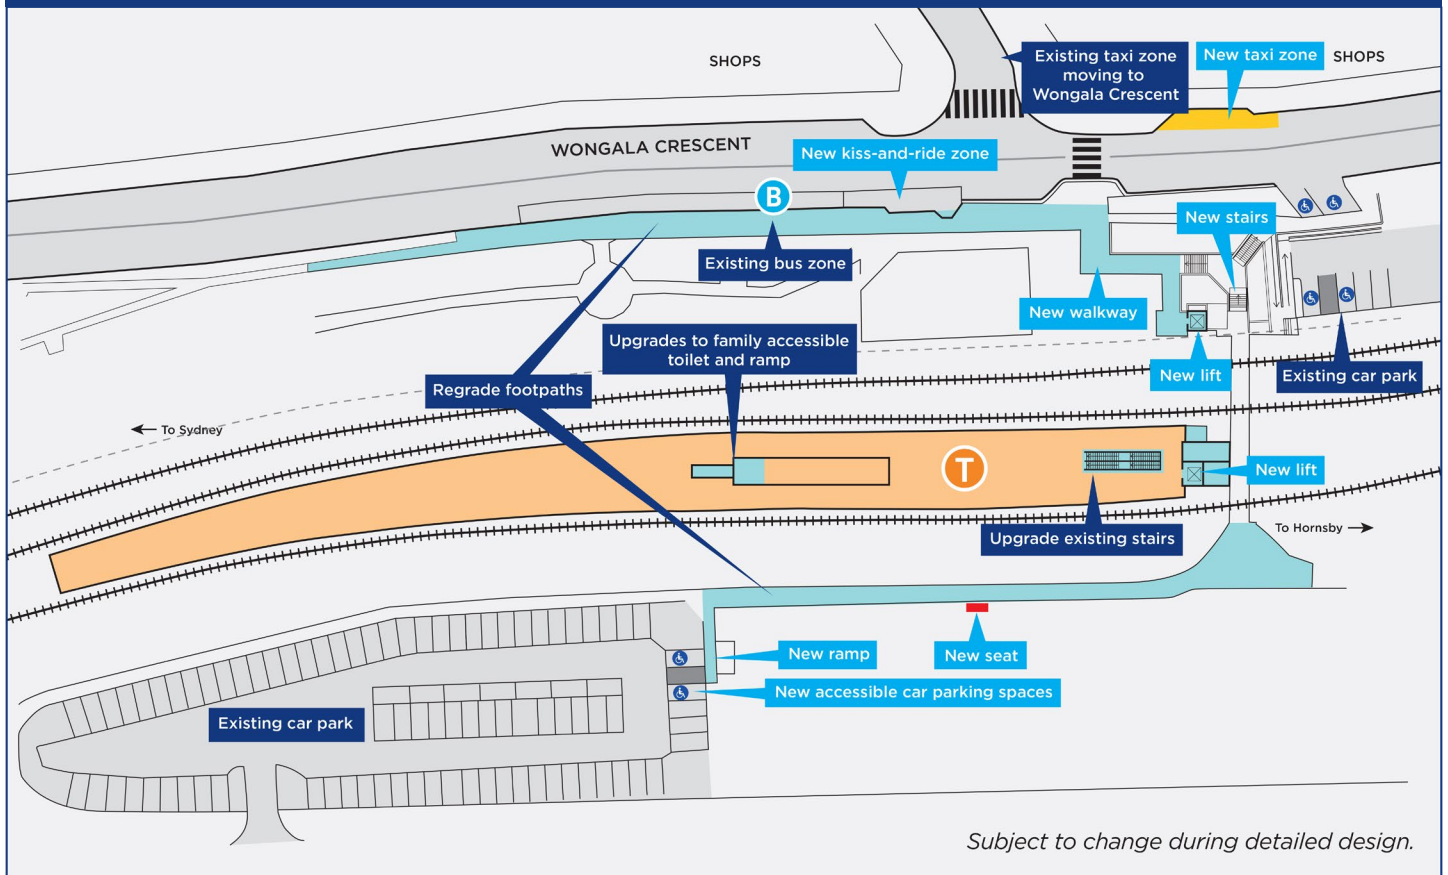 SHOPS
Existing taxi zone
moving to
Wongala Crescent
New taxi zone
SHOPS
WONGALA CRESCENT
New kiss-and-ride zone
B
New stairs
Existing bus zone
New walkway
Upgrades to family accessible
toilet and ramp
New lift
Existing car park
Regrade footpaths
To Sydney
T
New lift
To Hornsby
Upgrade existing stairs
New ramp
New seat
New accessible car parking spaces
Existing car park
Subject to change during detailed design.